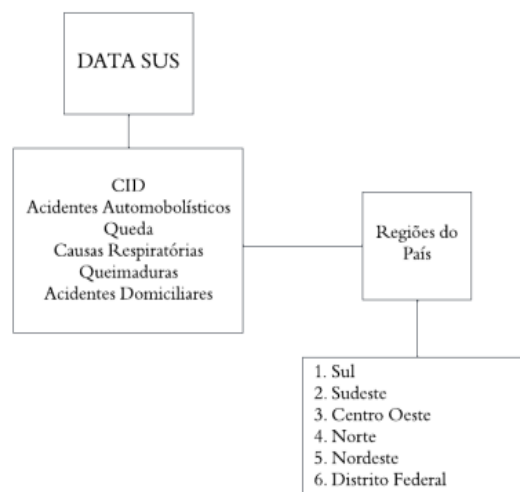 DATA SUS
CID
Acidentes Automobolísticos
Queda
Causas Respiratórias
Queimaduras
Acidentes Domiciliares
Regiões do
País
1. Sul
2. Sudeste
3. Centro Oeste
4. Norte
5. Nordeste
6. Distrito Federal